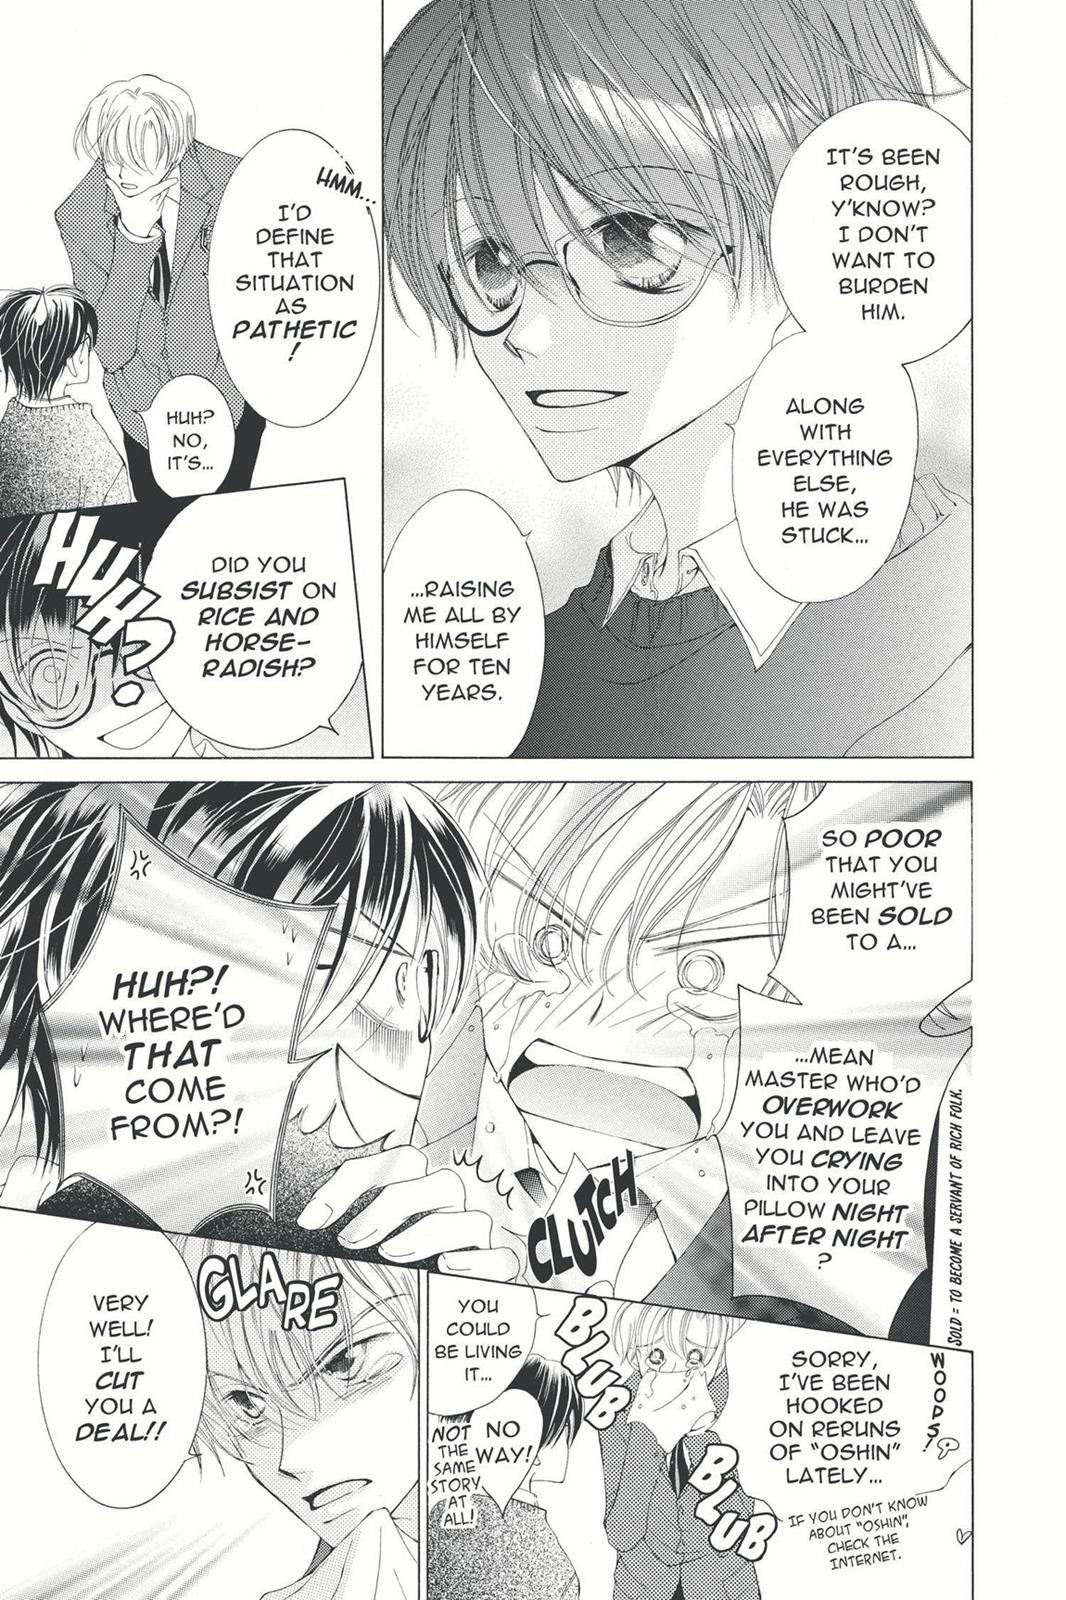 IT'S BEEN
ROUGH,
Y'KNOW?
I DON'T
WANT TO
BURDEN
HIM.
ALONG
WITH
EVERYTHING
ELSE,
HE WAS
STUCK...
...RAISING
ME ALL BY
HIMSELF
FOR TEN
YEARS.
HMM...
I'D
DEFINE
THAT
SITUATION
AS
PATHETIC
!
HUH?
NO,
IT'S...
DID YOU
SUBSIST ON
RICE AND
HORSE-
RADISH?
HUH?
SO POOR
THAT YOU
MIGHT'VE
BEEN SOLD
TO A...
...MEAN
MASTER WHO'D
OVERWORK
YOU AND LEAVE
YOU CRYING
INTO YOUR
PILLOW NIGHT
AFTER NIGHT
?
SOLD = TO BECOME A SERVANT OF RICH FOLK.
CLUTCH
HUH?!
WHERE'D
THAT
COME
FROM?!
WOOPS!
SORRY,
I'VE BEEN
HOOKED
ON RERUNS
OF "OSHIN"
LATELY...
IF YOU DON'T KNOW
ABOUT "OSHIN",
CHECK THE
INTERNET.
BLUB
BLUB
YOU
COULD
BE LIVING
IT...
NO
WAY!
NOT
THE
SAME
STORY
AT
ALL!
GLARE
VERY
WELL!
I'LL
CUT
YOU A
DEAL!!